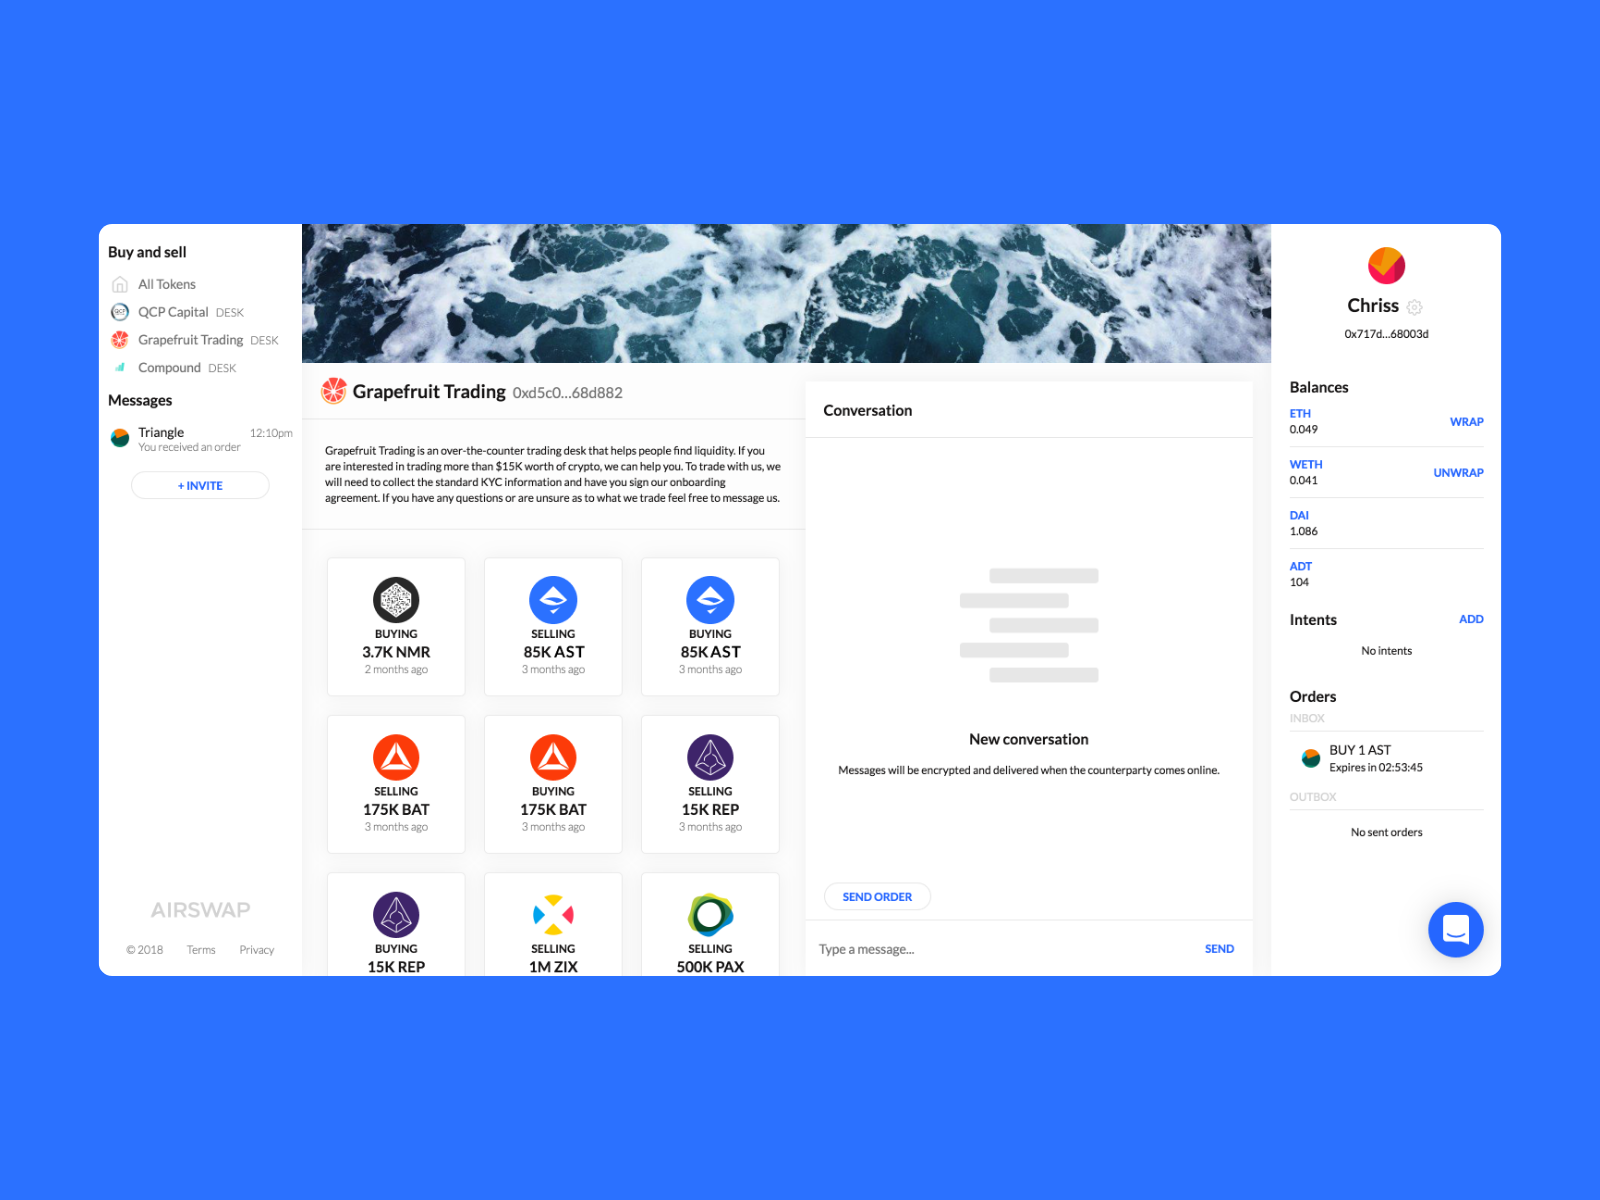 Buy and sell
All Tokens
QCP Capital DESK
Grapefruit Trading DESK
Compound DESK
Messages
Triangle 12:10pm
You received an order
+ INVITE
AIRSWAP
© 2018 Terms Privacy
Grapefruit Trading 0xd5c0...68d882
Grapefruit Trading is an over-the-counter trading desk that helps people find liquidity. If you
are interested in trading more than $15K worth of crypto, we can help you. To trade with us, we
will need to collect the standard KYC information and have you sign our onboarding
agreement. If you have any questions or are unsure as to what we trade feel free to message us.
BUYING
3.7K NMR
2 months ago
SELLING
85K AST
3 months ago
BUYING
85K AST
3 months ago
SELLING
175K BAT
3 months ago
BUYING
175K BAT
3 months ago
SELLING
15K REP
3 months ago
BUYING
15K REP
SELLING
1M ZIX
SELLING
500K PAX
Conversation
New conversation
Messages will be encrypted and delivered when the counterparty comes online.
SEND ORDER
Type a message... SEND
Chriss
0x717d...68003d
Balances
ETH
0.049
WRAP
WETH
0.041
UNWRAP
DAI
1.086
ADT
104
Intents ADD
No intents
Orders
INBOX
BUY 1 AST
Expires in 02:53:45
OUTBOX
No sent orders